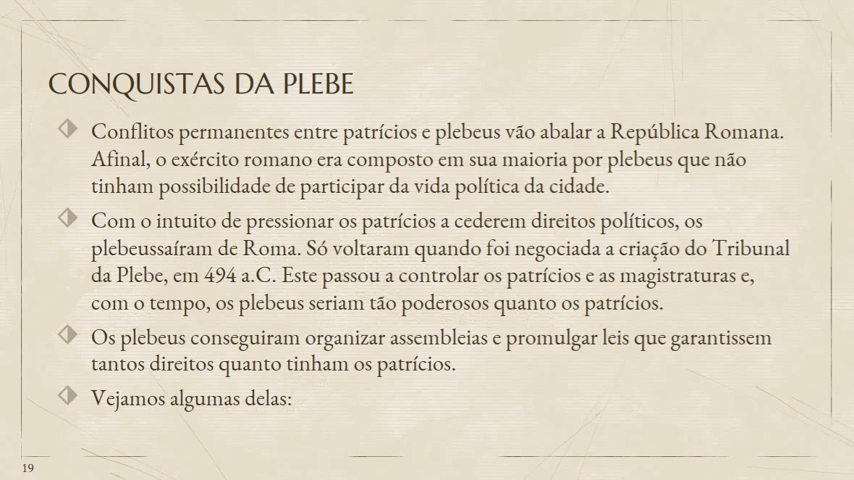 CONQUISTAS DA PLEBE
Conflitos permanentes entre patrícios e plebeus vão abalar a República Romana.
Afinal, o exército romano era composto em sua maioria por plebeus que não
tinham possibilidade de participar da vida política da cidade.
Com o intuito de pressionar os patrícios a cederem direitos políticos, os
plebeussaíram de Roma. Só voltaram quando foi negociada a criação do Tribunal
da Plebe, em 494 a.C. Este passou a controlar os patrícios e as magistraturas e,
com o tempo, os plebeus seriam tão poderosos quanto os patrícios.
Os plebeus conseguiram organizar assembleias e promulgar leis que garantissem
tantos direitos quanto tinham os patrícios.
Vejamos algumas delas:
19